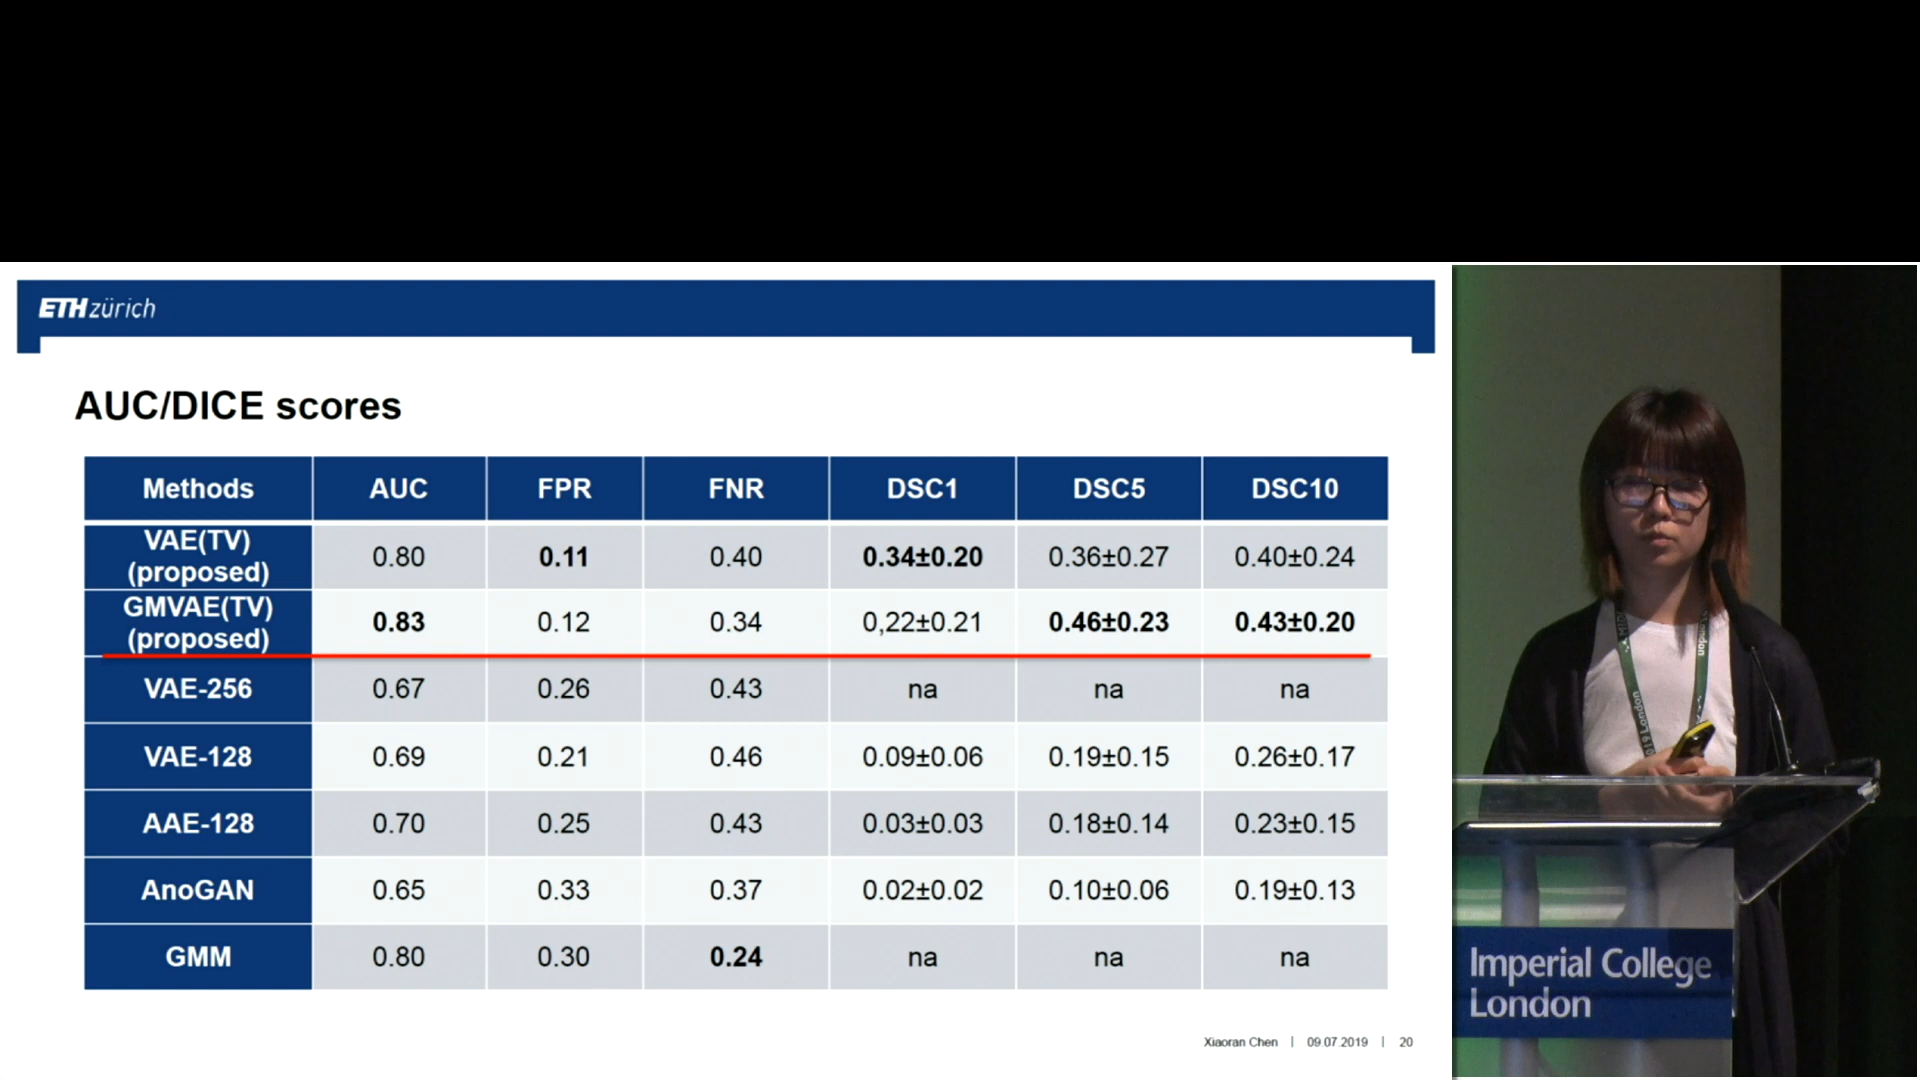 ETH zürich
AUC/DICE scores
Methods AUC FPR FNR DSC1 DSC5 DSC10
VAE(TV) (proposed) 0.80 0.11 0.40 0.34±0.20 0.36±0.27 0.40±0.24
GMVAE(TV) (proposed) 0.83 0.12 0.34 0,22±0.21 0.46±0.23 0.43±0.20
VAE-256 0.67 0.26 0.43 na na na
VAE-128 0.69 0.21 0.46 0.09±0.06 0.19±0.15 0.26±0.17
AAE-128 0.70 0.25 0.43 0.03±0.03 0.18±0.14 0.23±0.15
AnoGAN 0.65 0.33 0.37 0.02±0.02 0.10±0.06 0.19±0.13
GMM 0.80 0.30 0.24 na na na
Xiaoran Chen | 09.07.2019 | 20
London
Imperial College
London